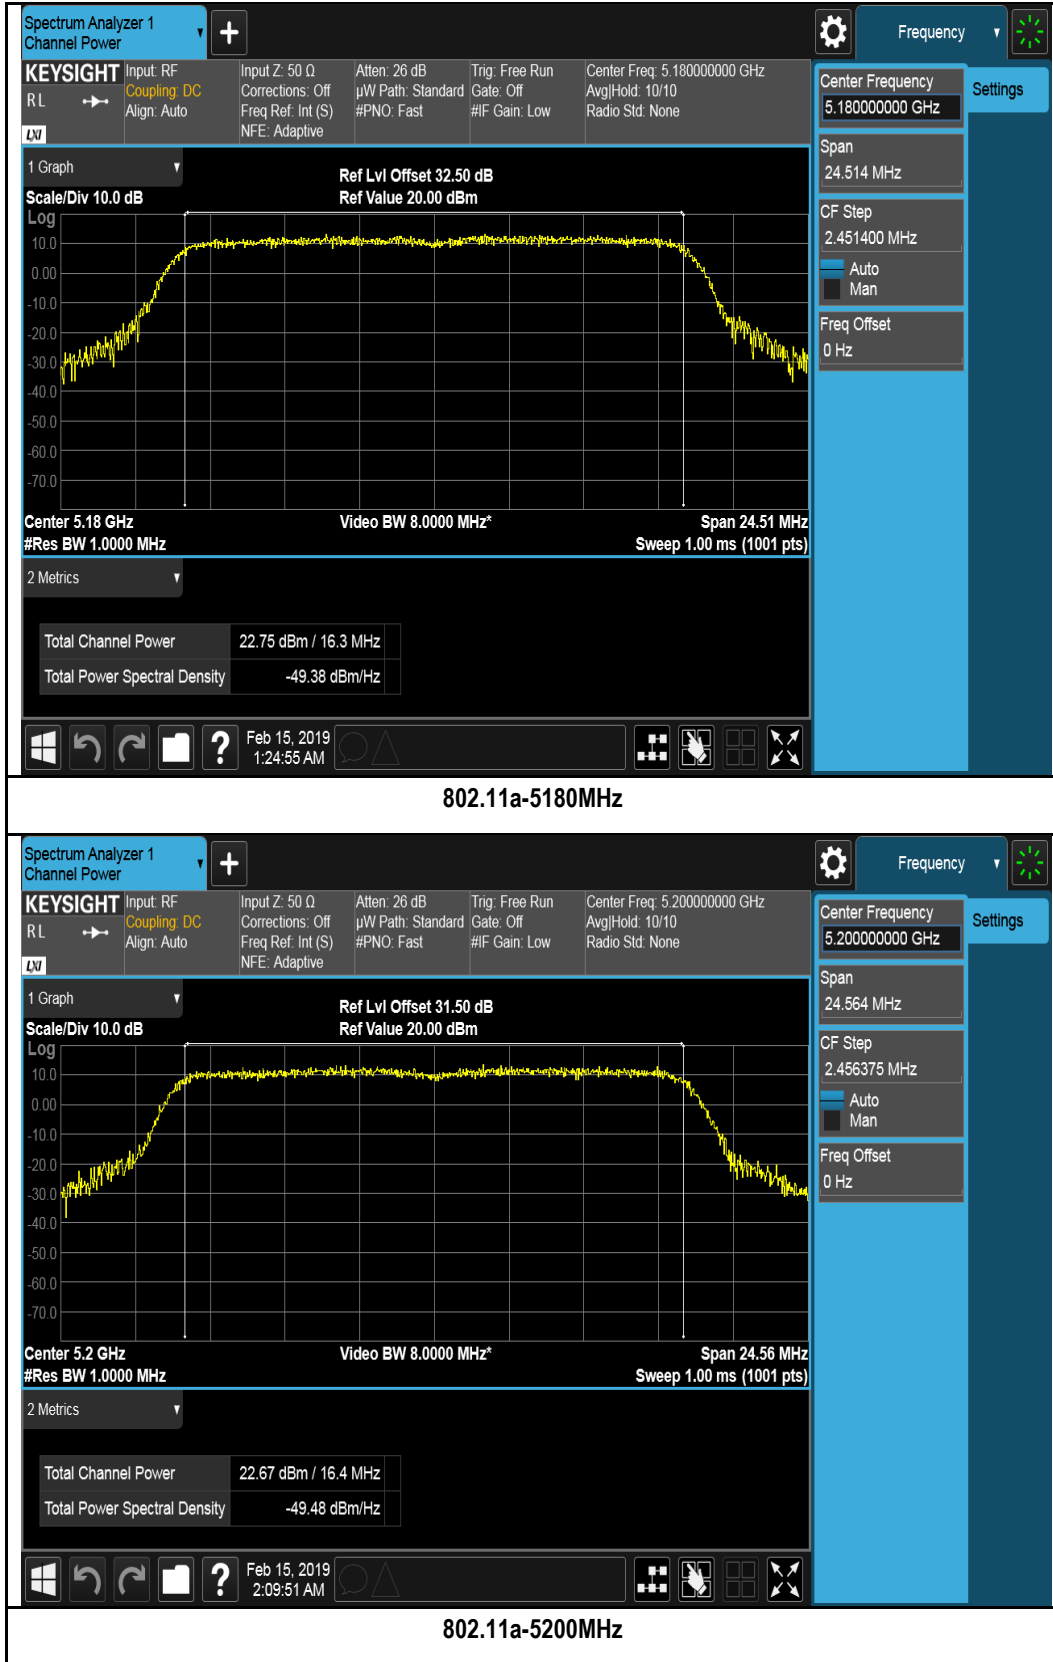 Spectrum Analyzer 1
Channel Power
Frequency
KEYSIGHT
RL
LXI
Input: RF
Coupling: DC
Align: Auto
Input Z: 50 Ω
Corrections: Off
Freq Ref: Int (S)
NFE: Adaptive
Atten: 26 dB
µW Path: Standard
#PNO: Fast
Trig: Free Run
Gate: Off
#IF Gain: Low
Center Freq: 5.180000000 GHz
Avg|Hold: 10/10
Radio Std: None
Center Frequency
5.180000000 GHz
Settings
Span
24.514 MHz
CF Step
2.451400 MHz
Auto
Man
Freq Offset
0 Hz
1 Graph
Scale/Div 10.0 dB
Ref Lvl Offset 32.50 dB
Ref Value 20.00 dBm
Log
10.0
0.00
-10.0
-20.0
-30.0
-40.0
-50.0
-60.0
-70.0
Center 5.18 GHz
#Res BW 1.0000 MHz
Video BW 8.0000 MHz*
Span 24.51 MHz
Sweep 1.00 ms (1001 pts)
2 Metrics
Total Channel Power 22.75 dBm / 16.3 MHz
Total Power Spectral Density -49.38 dBm/Hz
?
Feb 15, 2019
1:24:55 AM
802.11a-5180MHz
Spectrum Analyzer 1
Channel Power
Frequency
KEYSIGHT
RL
LXI
Input: RF
Coupling: DC
Align: Auto
Input Z: 50 Ω
Corrections: Off
Freq Ref: Int (S)
NFE: Adaptive
Atten: 26 dB
µW Path: Standard
#PNO: Fast
Trig: Free Run
Gate: Off
#IF Gain: Low
Center Freq: 5.200000000 GHz
Avg|Hold: 10/10
Radio Std: None
Center Frequency
5.200000000 GHz
Settings
Span
24.564 MHz
CF Step
2.456375 MHz
Auto
Man
Freq Offset
0 Hz
1 Graph
Scale/Div 10.0 dB
Ref Lvl Offset 31.50 dB
Ref Value 20.00 dBm
Log
10.0
0.00
-10.0
-20.0
-30.0
-40.0
-50.0
-60.0
-70.0
Center 5.2 GHz
#Res BW 1.0000 MHz
Video BW 8.0000 MHz*
Span 24.56 MHz
Sweep 1.00 ms (1001 pts)
2 Metrics
Total Channel Power 22.67 dBm / 16.4 MHz
Total Power Spectral Density -49.48 dBm/Hz
?
Feb 15, 2019
2:09:51 AM
802.11a-5200MHz